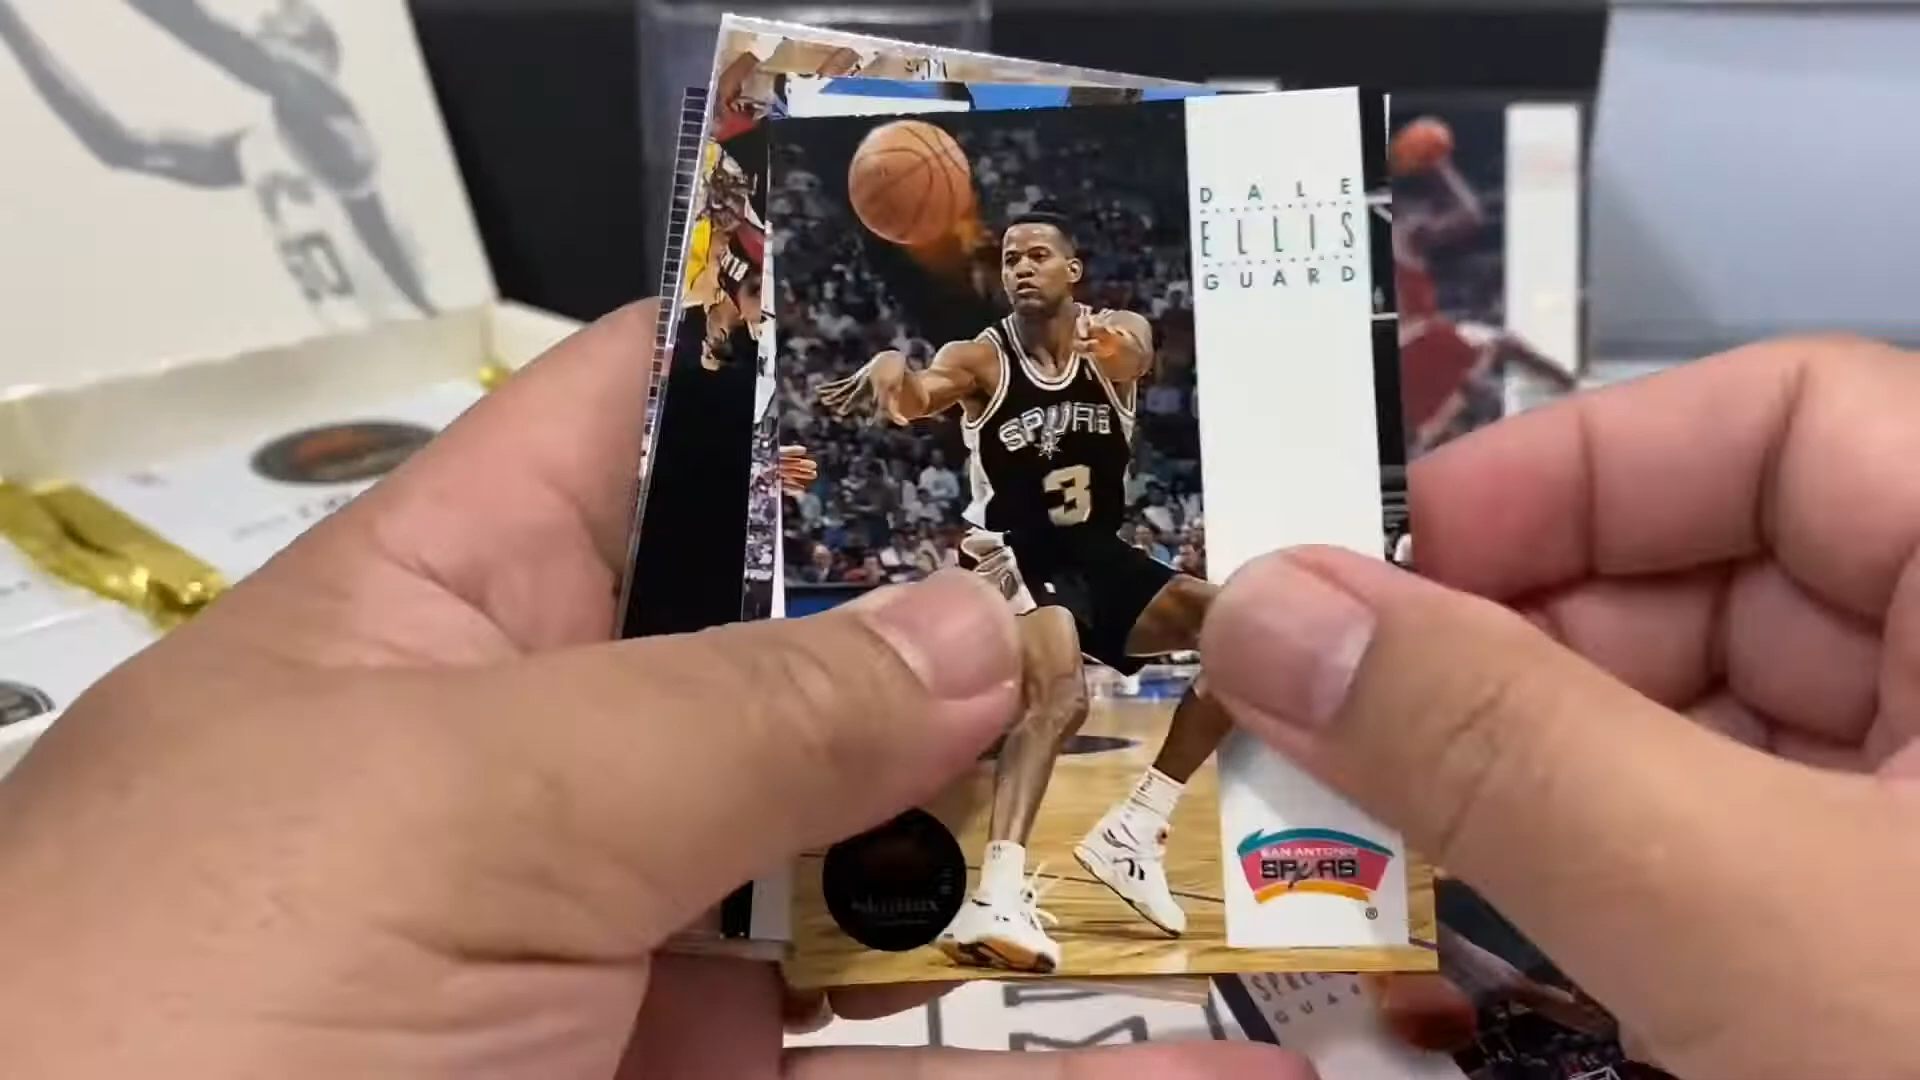 DALE
ELLIS
GUARD
SPURS
3
SAN ANTONIO
SPURS
®
skybox
GUAR